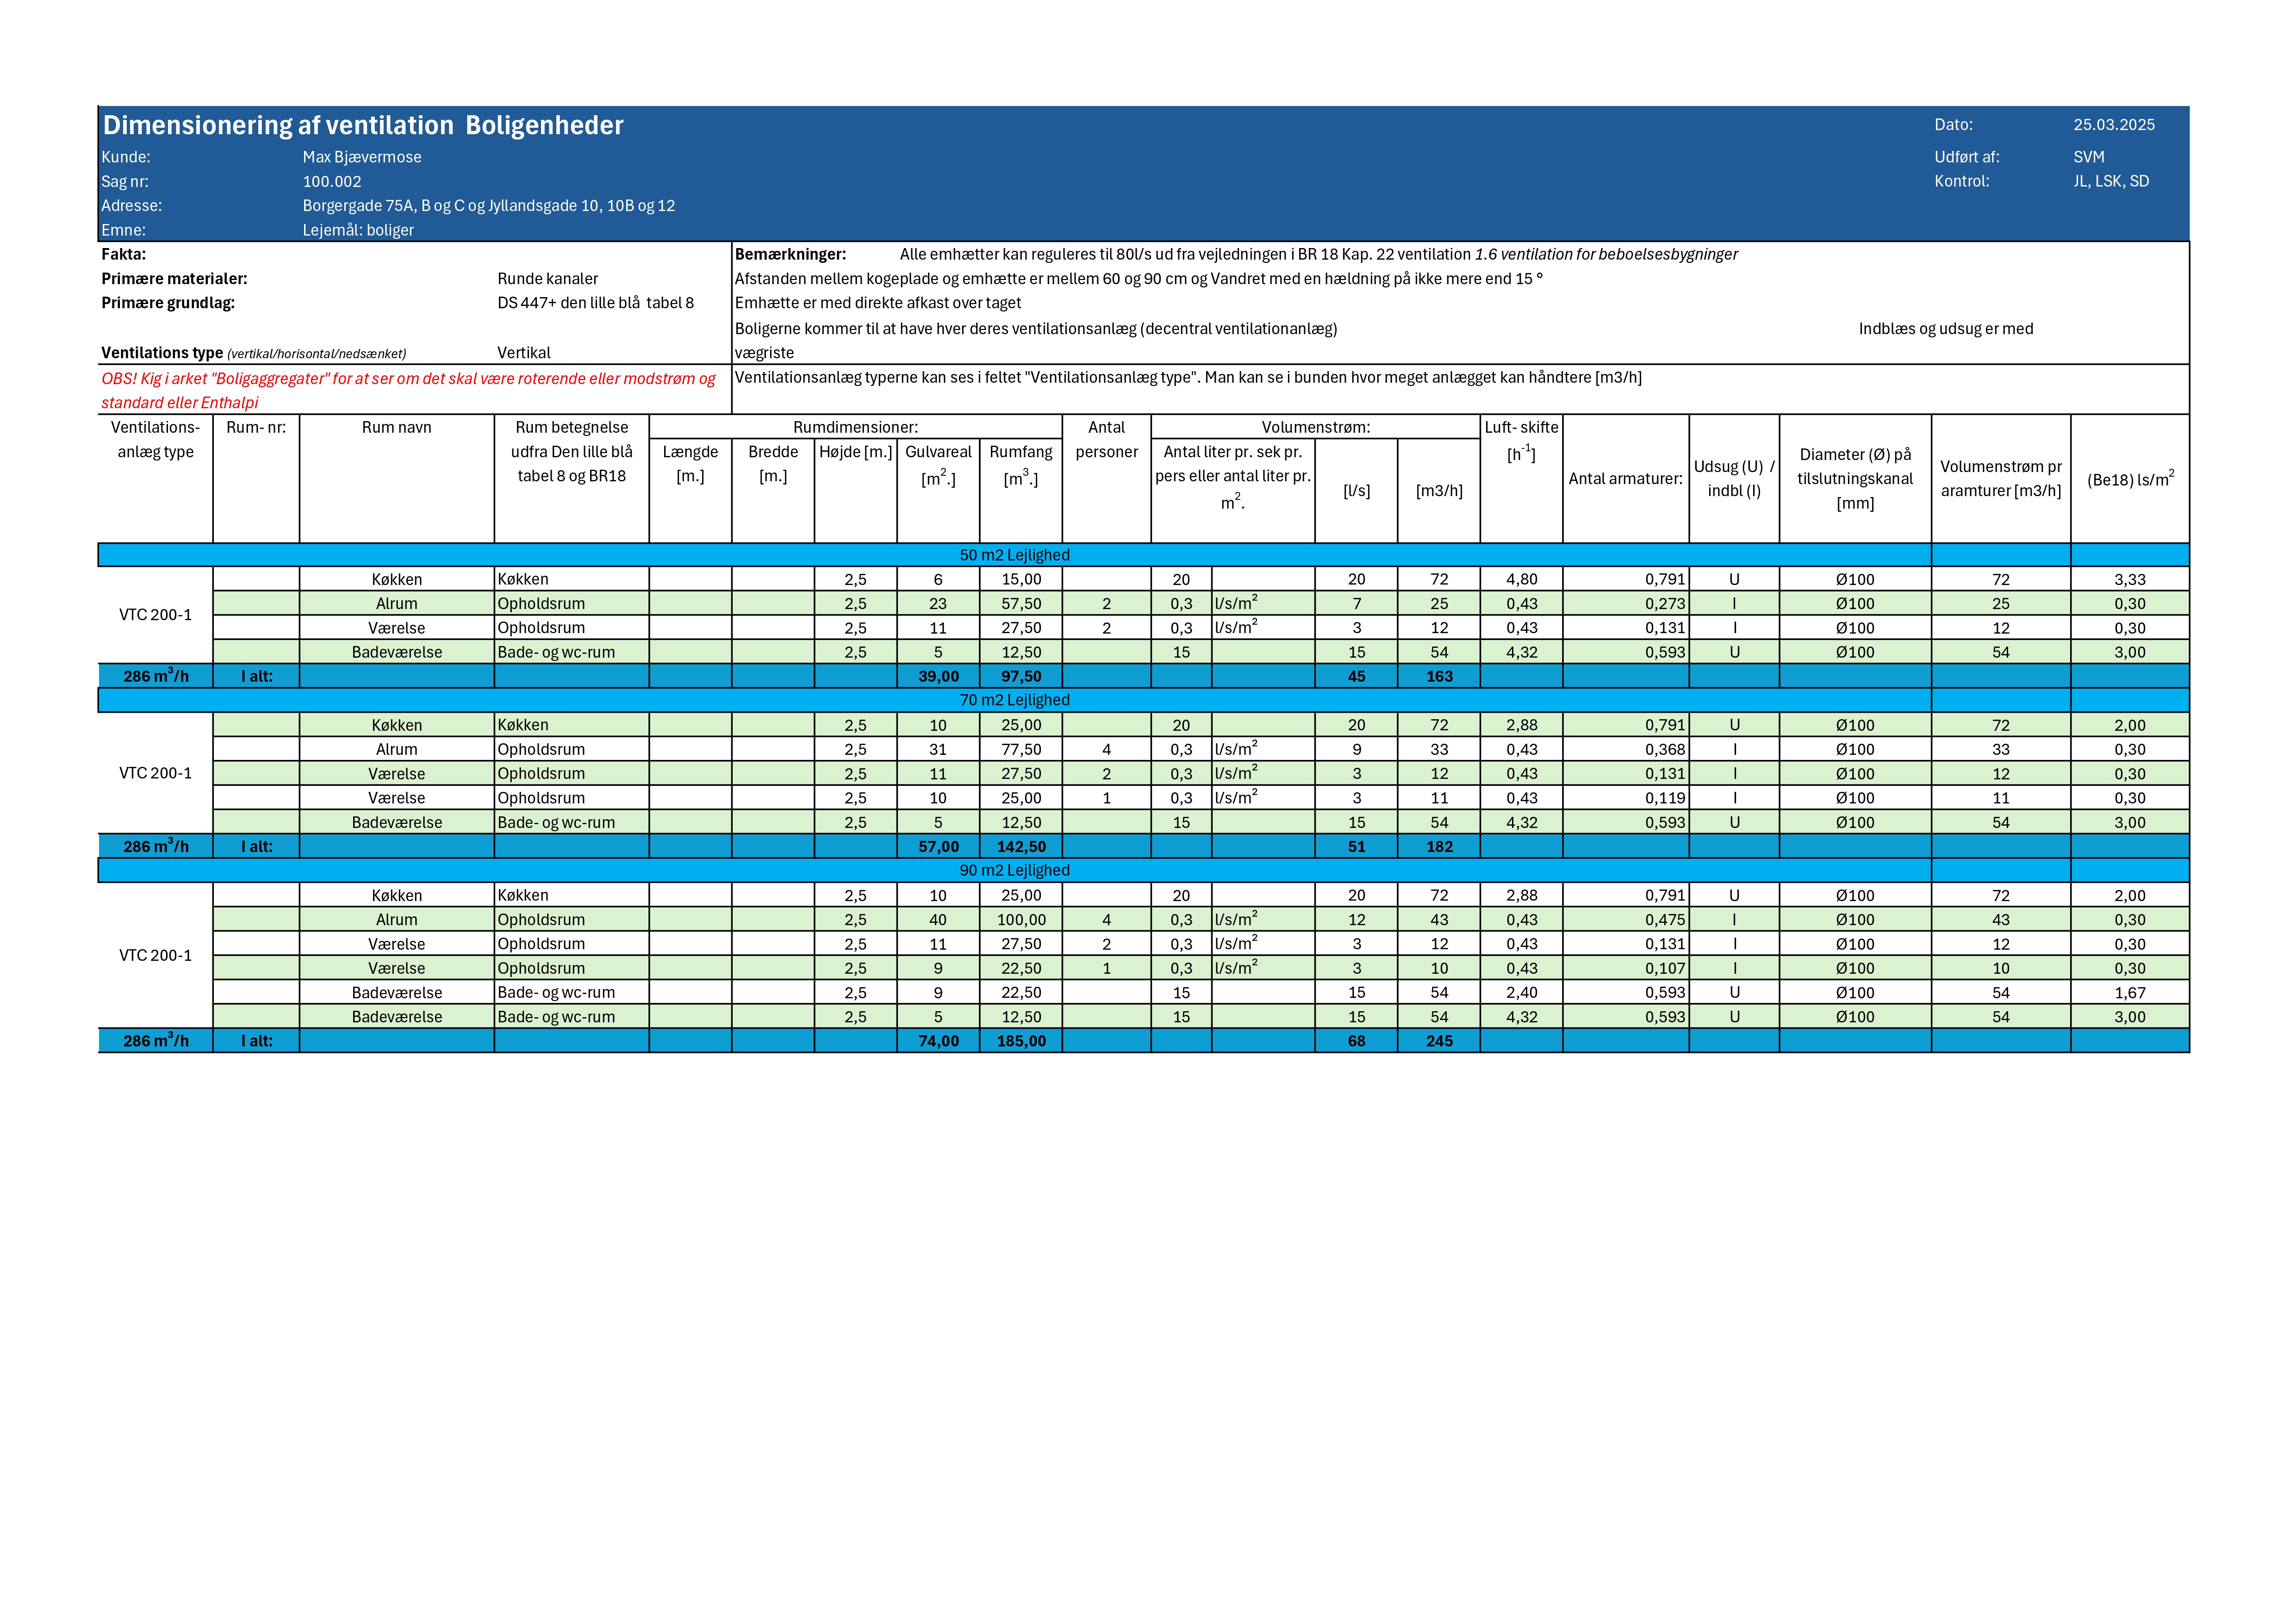 Dimensionering af ventilation Boligenheder Dato: 25.03.2025
Kunde: Max Bjævermose Udført af: SVM
Sag nr: 100.002 Kontrol: JL, LSK, SD
Adresse: Borgergade 75A, B og C og Jyllandsgade 10, 10B og 12
Emne: Lejemål: boliger
Fakta: Bemærkninger: Alle emhætter kan reguleres til 80l/s ud fra vejledningen i BR 18 Kap. 22 ventilation 1.6 ventilation for beboelsesbygninger
Primære materialer: Runde kanaler Afstanden mellem kogeplade og emhætte er mellem 60 og 90 cm og Vandret med en hældning på ikke mere end 15 °
Primære grundlag: DS 447+ den lille blå tabel 8 Emhætte er med direkte afkast over taget
Boligerne kommer til at have hver deres ventilationsanlæg (decentral ventilationanlæg) Indblæs og udsug er med
Ventilations type (vertikal/horisontal/nedsænket) Vertikal vægriste
OBS! Kig i arket "Boligaggregater" for at ser om det skal være roterende eller modstrøm og
standard eller Enthalpi
Ventilationsanlæg typerne kan ses i feltet "Ventilationsanlæg type". Man kan se i bunden hvor meget anlægget kan håndtere [m3/h]
Ventilations-
anlæg type
Rum- nr:
Rum navn
Rum betegnelse
udfra Den lille blå
tabel 8 og BR18
Rumdimensioner:
Længde
[m.]
Bredde
[m.]
Højde [m.]
Gulvareal
[m².]
Rumfang
[m³.]
Antal
personer
Volumenstrøm:
Antal liter pr. sek pr.
pers eller antal liter pr.
m².
[l/s]
[m3/h]
Luft- skifte
[h⁻¹]
Antal armaturer:
Udsug (U) /
indbl (I)
Diameter (Ø) på
tilslutningskanal
[mm]
Volumenstrøm pr
aramturer [m3/h]
(Be18) ls/m²
50 m2 Lejlighed
VTC 200-1
Køkken Køkken 2,5 6 15,00 20 20 72 4,80 0,791 U Ø100 72 3,33
Alrum Opholdsrum 2,5 23 57,50 2 0,3 l/s/m² 7 25 0,43 0,273 I Ø100 25 0,30
Værelse Opholdsrum 2,5 11 27,50 2 0,3 l/s/m² 3 12 0,43 0,131 I Ø100 12 0,30
Badeværelse Bade- og wc-rum 2,5 5 12,50 15 15 54 4,32 0,593 U Ø100 54 3,00
286 m³/h I alt: 39,00 97,50 45 163
70 m2 Lejlighed
VTC 200-1
Køkken Køkken 2,5 10 25,00 20 20 72 2,88 0,791 U Ø100 72 2,00
Alrum Opholdsrum 2,5 31 77,50 4 0,3 l/s/m² 9 33 0,43 0,368 I Ø100 33 0,30
Værelse Opholdsrum 2,5 11 27,50 2 0,3 l/s/m² 3 12 0,43 0,131 I Ø100 12 0,30
Værelse Opholdsrum 2,5 10 25,00 1 0,3 l/s/m² 3 11 0,43 0,119 I Ø100 11 0,30
Badeværelse Bade- og wc-rum 2,5 5 12,50 15 15 54 4,32 0,593 U Ø100 54 3,00
286 m³/h I alt: 57,00 142,50 51 182
90 m2 Lejlighed
VTC 200-1
Køkken Køkken 2,5 10 25,00 20 20 72 2,88 0,791 U Ø100 72 2,00
Alrum Opholdsrum 2,5 40 100,00 4 0,3 l/s/m² 12 43 0,43 0,475 I Ø100 43 0,30
Værelse Opholdsrum 2,5 11 27,50 2 0,3 l/s/m² 3 12 0,43 0,131 I Ø100 12 0,30
Værelse Opholdsrum 2,5 9 22,50 1 0,3 l/s/m² 3 10 0,43 0,107 I Ø100 10 0,30
Badeværelse Bade- og wc-rum 2,5 9 22,50 15 15 54 2,40 0,593 U Ø100 54 1,67
Badeværelse Bade- og wc-rum 2,5 5 12,50 15 15 54 4,32 0,593 U Ø100 54 3,00
286 m³/h I alt: 74,00 185,00 68 245